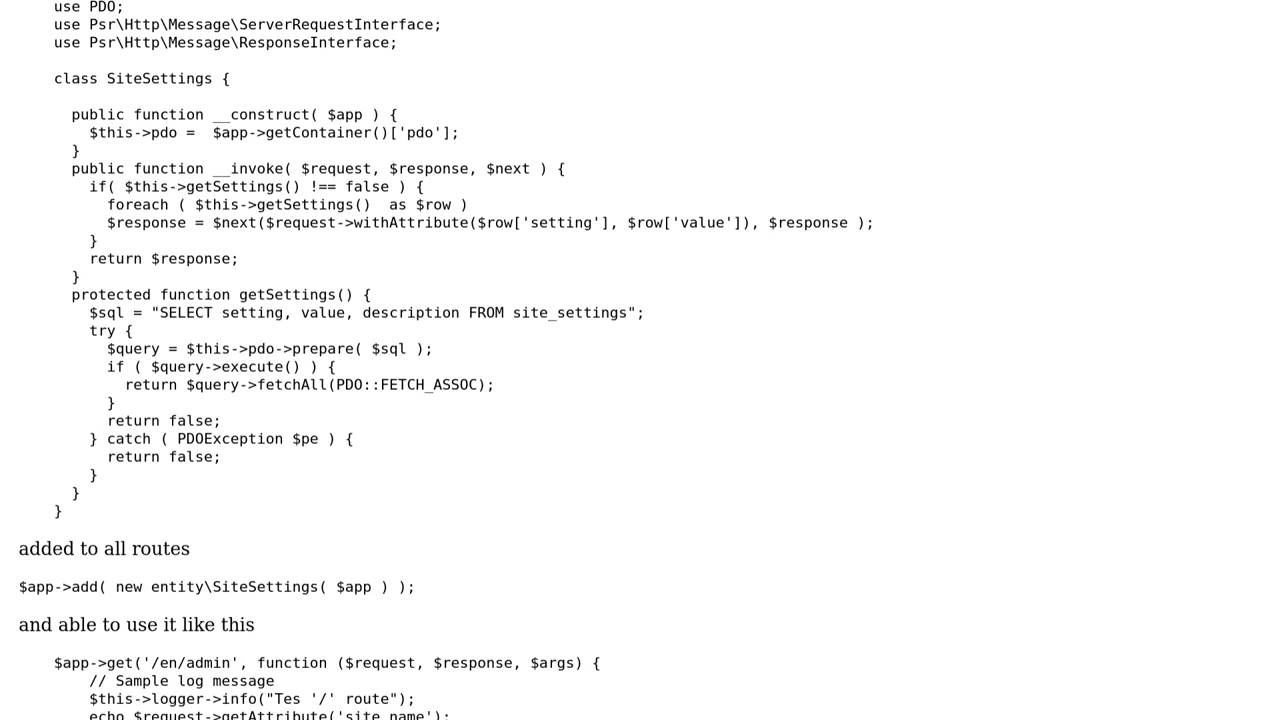 use PDO;
use Psr\Http\Message\ServerRequestInterface;
use Psr\Http\Message\ResponseInterface;
class SiteSettings {
public function __construct( $app ) {
$this->pdo =  $app->getContainer()['pdo'];
}
public function __invoke( $request, $response, $next ) {
if( $this->getSettings() !== false ) {
foreach ( $this->getSettings()  as $row )
$response = $next($request->withAttribute($row['setting'], $row['value']), $response );
}
return $response;
}
protected function getSettings() {
$sql = "SELECT setting, value, description FROM site_settings";
try {
$query = $this->pdo->prepare( $sql );
if ( $query->execute() ) {
return $query->fetchAll(PDO::FETCH_ASSOC);
}
return false;
} catch ( PDOException $pe ) {
return false;
}
}
}
added to all routes
$app->add( new entity\SiteSettings( $app ) );
and able to use it like this
$app->get('/en/admin', function ($request, $response, $args) {
// Sample log message
$this->logger->info("Tes '/' route");
echo $request->getAttribute('site_name');